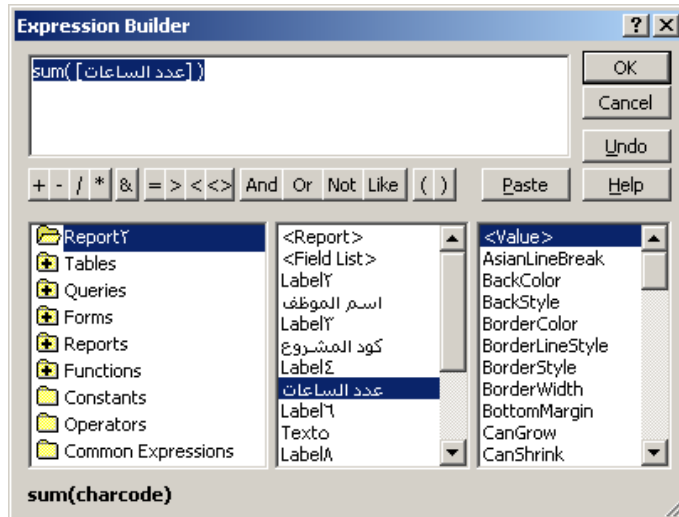 Expression Builder
sum( [عدد الساعات] )
OK
Cancel
Undo
+ - / * & = > < <> And Or Not Like ( ) Paste Help
Report٢
Tables
Queries
Forms
Reports
Functions
Constants
Operators
Common Expressions
<Report>
<Field List>
Label٢
اسم الموظف
Label٣
كود المشروع
Label٤
عدد الساعات
Label٦
Text٥
Label٨
<Value>
AsianLineBreak
BackColor
BackStyle
BorderColor
BorderLineStyle
BorderStyle
BorderWidth
BottomMargin
CanGrow
CanShrink
sum(charcode)